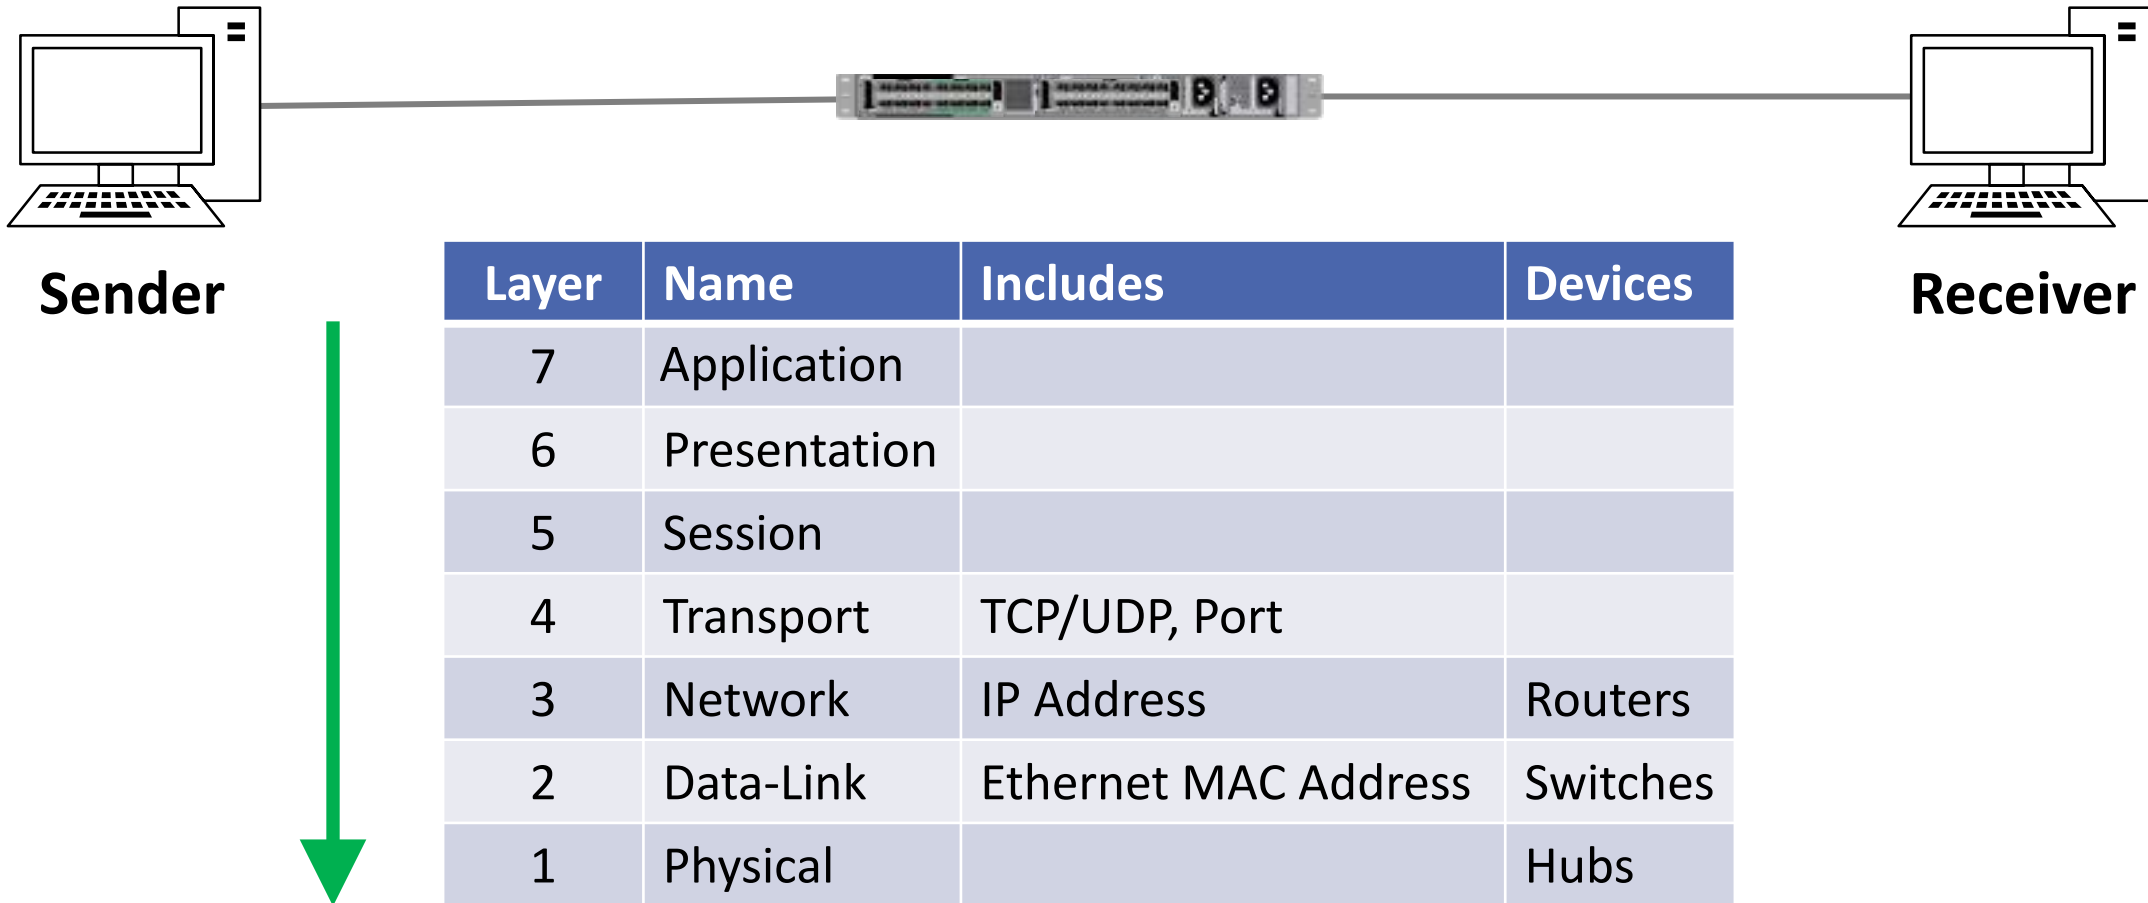 Sender
Receiver
Layer Name Includes Devices
7 Application
6 Presentation
5 Session
4 Transport TCP/UDP, Port
3 Network IP Address Routers
2 Data-Link Ethernet MAC Address Switches
1 Physical Hubs